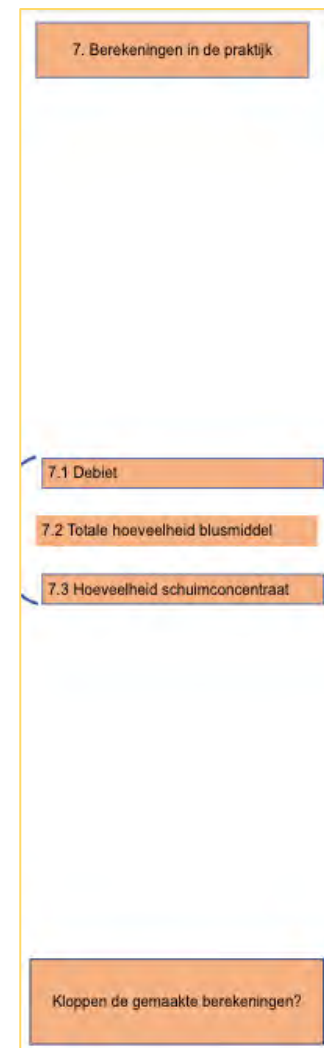 7. Berekeningen in de praktijk
7.1 Debiet
7.2 Totale hoeveelheid blusmiddel
7.3 Hoeveelheid schuimconcentraat
Kloppen de gemaakte berekeningen?